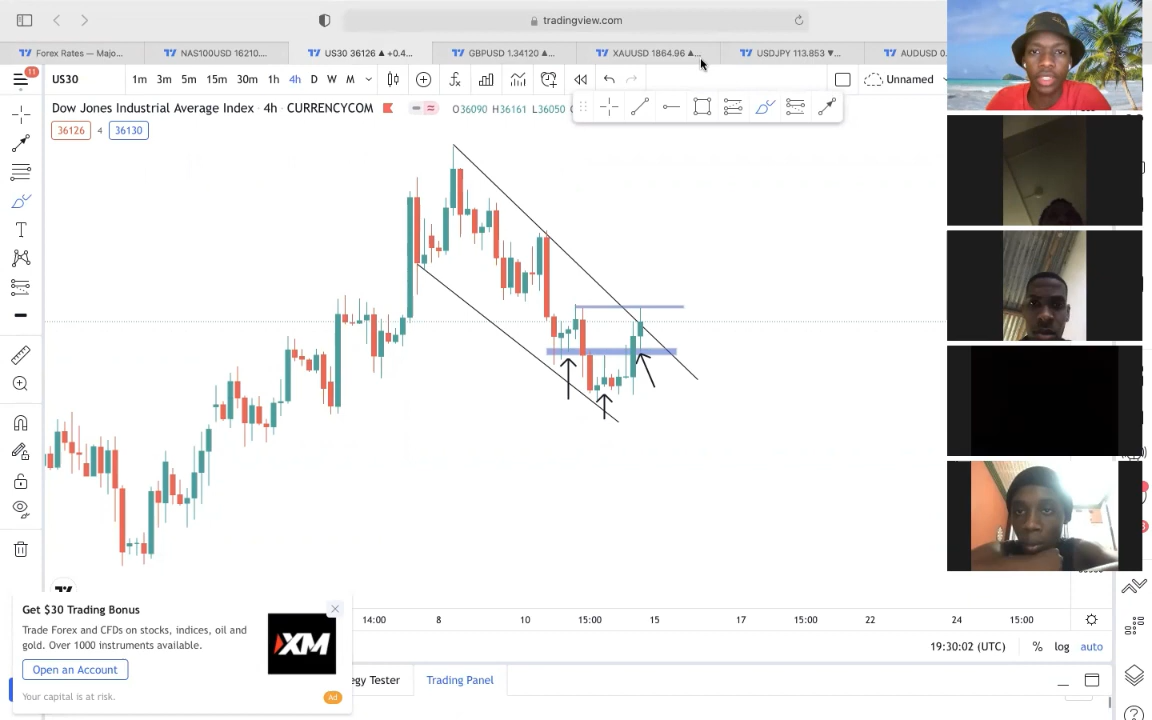 tradingview.com
Forex Rates — Majo...
NAS100USD 16210....
US30 36126 ▲ +0.4...
GBPUSD 1.34120 ▲...
XAUUSD 1864.96 ▲...
USDJPY 113.853 ▼...
AUDUSD 0.
11
US30
1m 3m 5m 15m 30m 1h 4h D W M
Unnamed
Dow Jones Industrial Average Index · 4h · CURRENCYCOM
O36090 H36161 L36050
36126 4 36130
T
Get $30 Trading Bonus
Trade Forex and CFDs on stocks, indices, oil and
gold. Over 1000 instruments available.
Open an Account
Your capital is at risk.
Ad
XM
14:00 8 10 15:00 15 17 15:00 22 24 15:00
19:30:02 (UTC) % log auto
egy Tester Trading Panel